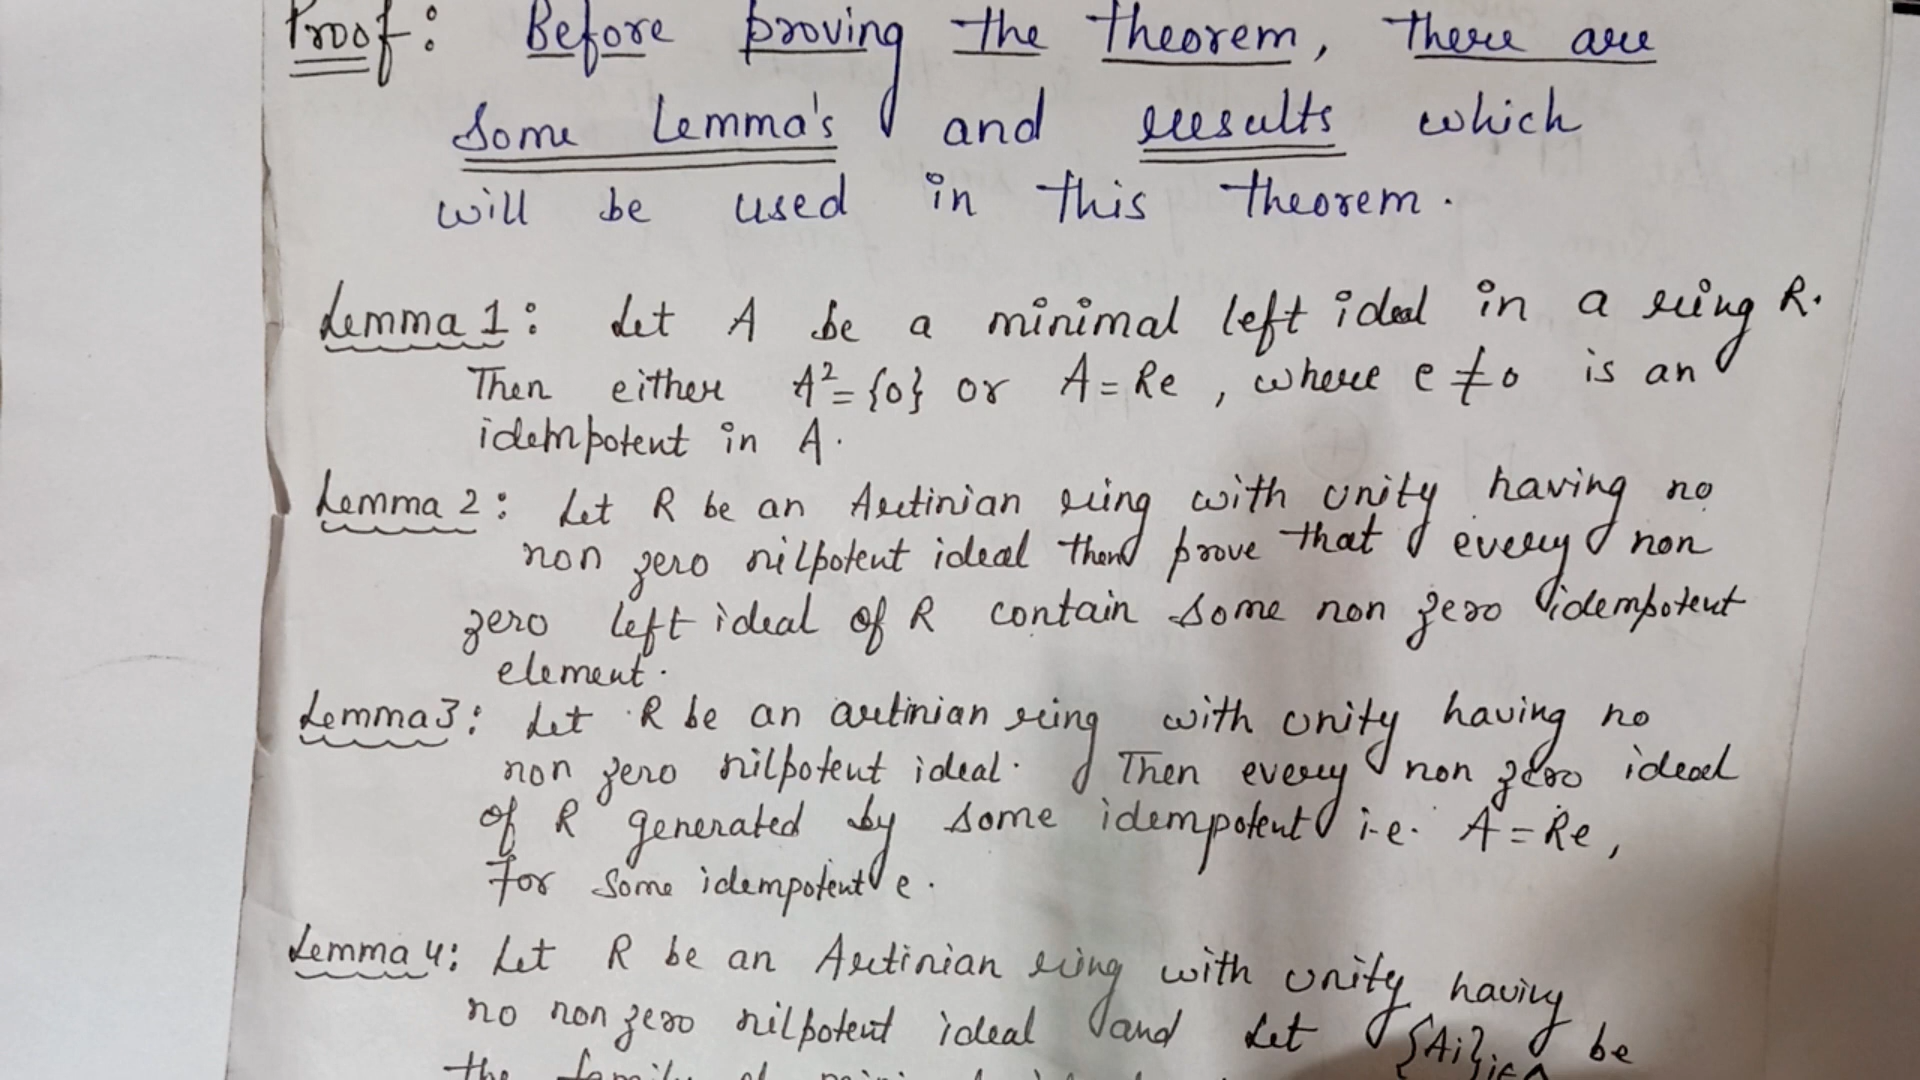 Proof: Before proving the theorem, there are
Some Lemma's and results which
will be used in this theorem.
Lemma 1: Let A be a minimal left ideal in a ring R.
Then either A²={0} or A=Re, where e≠0 is an
idempotent in A.
Lemma 2: Let R be an Artinian ring with unity having no
non zero nilpotent ideal then prove that every non
zero left ideal of R contain some non zero idempotent
element.
Lemma 3: Let R be an artinian ring with unity having no
non zero nilpotent ideal. Then every non zero ideal
of R generated by some idempotent i.e. A=Re,
For some idempotent e.
Lemma 4: Let R be an Artinian ring with unity having
no non zero nilpotent ideal and Let {Ai}i∈Λ be
the family of